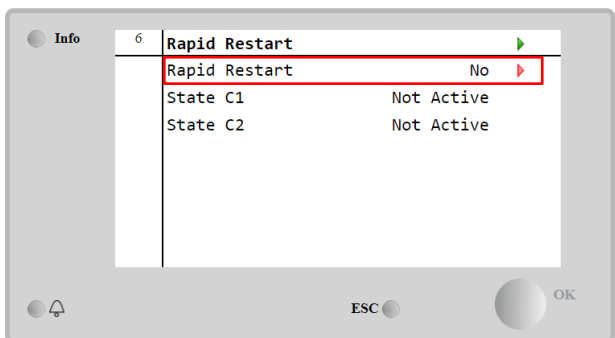 Info
6 Rapid Restart
Rapid Restart No
State C1 Not Active
State C2 Not Active
ESC
OK